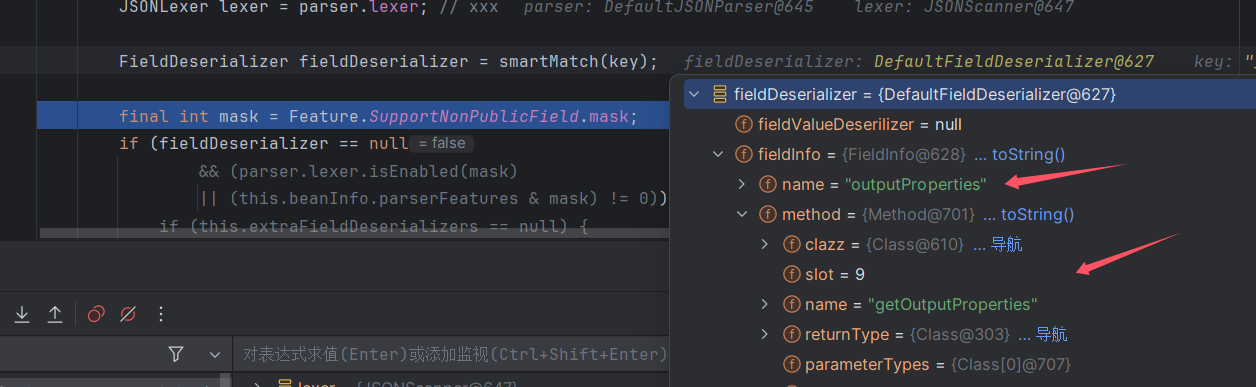 JSONLexer lexer = parser.lexer; // xxx   parser: DefaultJSONParser@645   lexer: JSONScanner@647
FieldDeserializer fieldDeserializer = smartMatch(key);   fieldDeserializer: DefaultFieldDeserializer@627   key: "
fieldDeserializer = {DefaultFieldDeserializer@627}
final int mask = Feature.SupportNonPublicField.mask;
fieldValueDeserilizer = null
if (fieldDeserializer == null = false
fieldInfo = {FieldInfo@628} ... toString()
&& (parser.lexer.isEnabled(mask)
name = "outputProperties"
|| (this.beanInfo.parserFeatures & mask) != 0))
method = {Method@701} ... toString()
if (this.extraFieldDeserializers == null) {
clazz = {Class@610} ... 导航
slot = 9
name = "getOutputProperties"
returnType = {Class@303} ... 导航
对表达式求值(Enter)或添加监视(Ctrl+Shift+Enter)
parameterTypes = {Class[0]@707}
lexer = {JSONScanner@647}